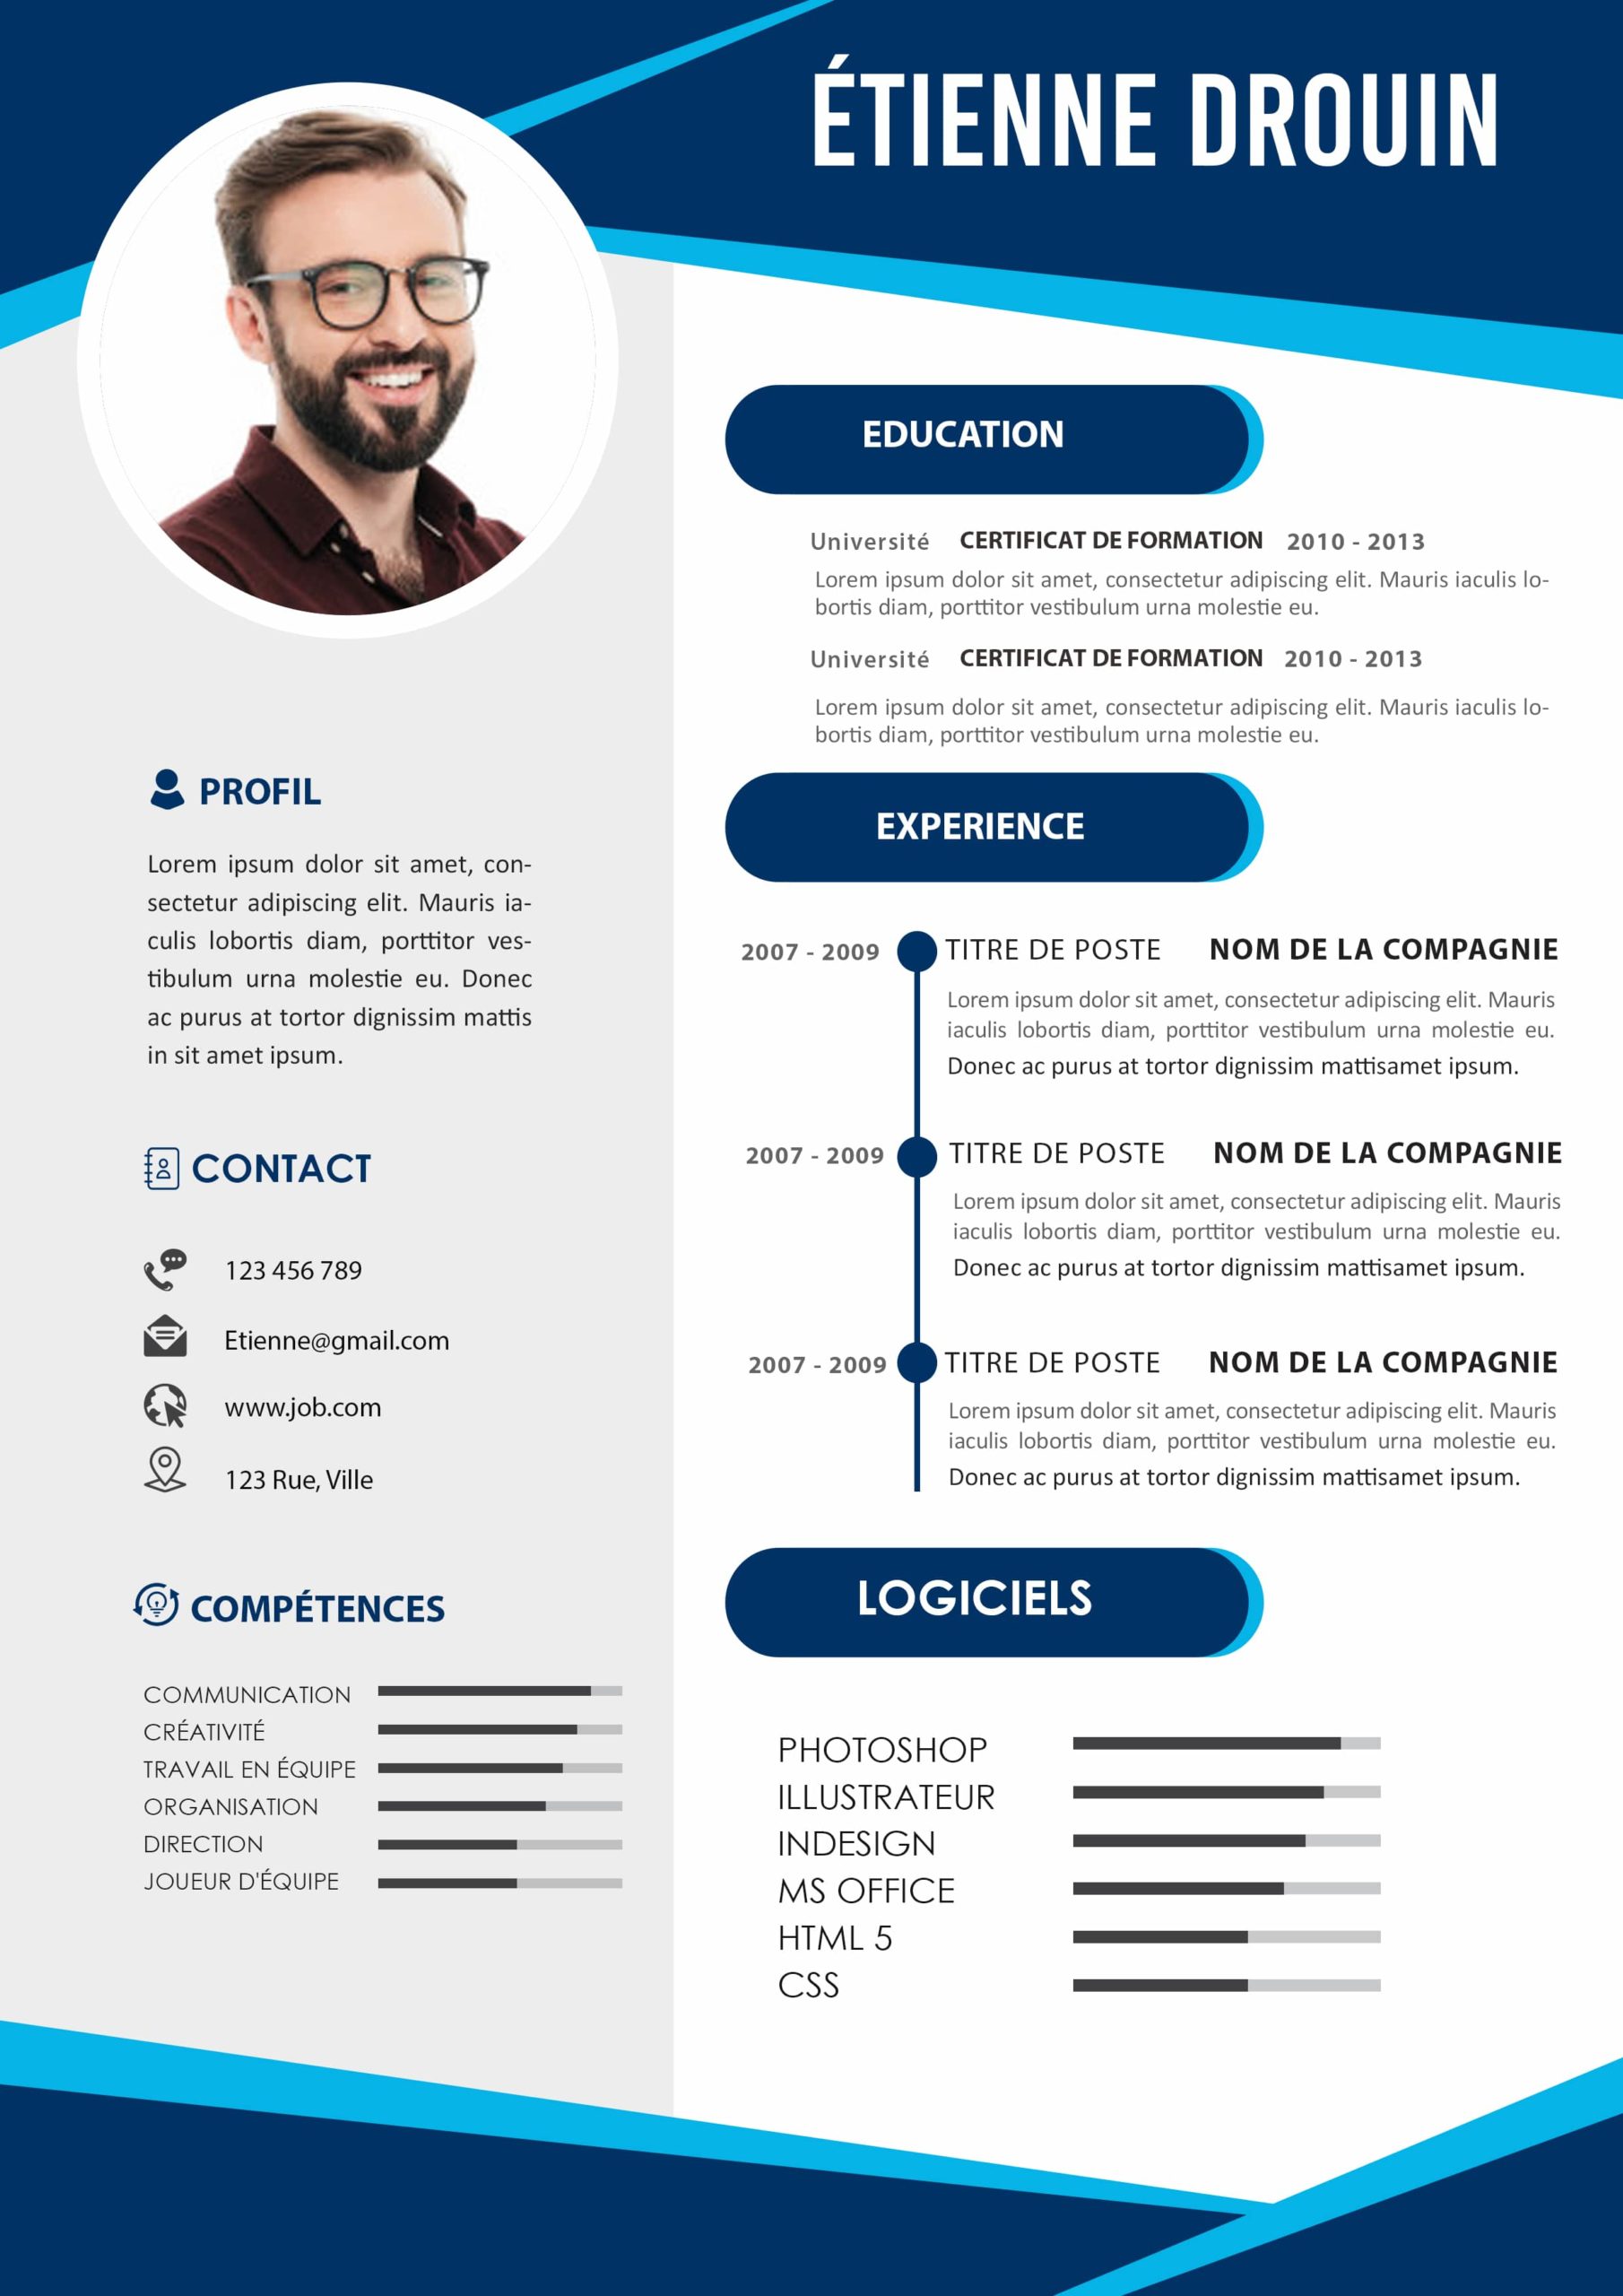 ÉTIENNE DROUIN
PROFIL
Lorem ipsum dolor sit amet, con-
sectetur adipiscing elit. Mauris ia-
culis lobortis diam, porttitor ves-
tibulum urna molestie eu. Donec
ac purus at tortor dignissim mattis
in sit amet ipsum.
CONTACT
123 456 789
Etienne@gmail.com
www.job.com
123 Rue, Ville
COMPÉTENCES
COMMUNICATION
CRÉATIVITÉ
TRAVAIL EN ÉQUIPE
ORGANISATION
DIRECTION
JOUEUR D'ÉQUIPE
EDUCATION
Université CERTIFICAT DE FORMATION 2010 - 2013
Lorem ipsum dolor sit amet, consectetur adipiscing elit. Mauris iaculis lo-
bortis diam, porttitor vestibulum urna molestie eu.
Université CERTIFICAT DE FORMATION 2010 - 2013
Lorem ipsum dolor sit amet, consectetur adipiscing elit. Mauris iaculis lo-
bortis diam, porttitor vestibulum urna molestie eu.
EXPERIENCE
2007 - 2009 TITRE DE POSTE NOM DE LA COMPAGNIE
Lorem ipsum dolor sit amet, consectetur adipiscing elit. Mauris
iaculis lobortis diam, porttitor vestibulum urna molestie eu.
Donec ac purus at tortor dignissim mattisamet ipsum.
2007 - 2009 TITRE DE POSTE NOM DE LA COMPAGNIE
Lorem ipsum dolor sit amet, consectetur adipiscing elit. Mauris
iaculis lobortis diam, porttitor vestibulum urna molestie eu.
Donec ac purus at tortor dignissim mattisamet ipsum.
2007 - 2009 TITRE DE POSTE NOM DE LA COMPAGNIE
Lorem ipsum dolor sit amet, consectetur adipiscing elit. Mauris
iaculis lobortis diam, porttitor vestibulum urna molestie eu.
Donec ac purus at tortor dignissim mattisamet ipsum.
LOGICIELS
PHOTOSHOP
ILLUSTRATEUR
INDESIGN
MS OFFICE
HTML 5
CSS